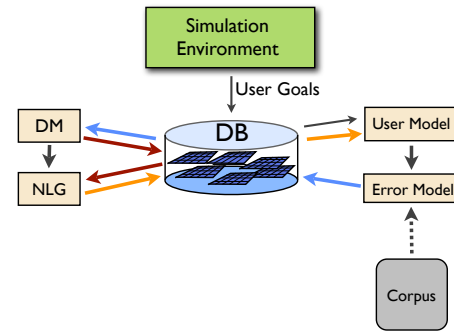 Simulation
Environment
User Goals
DB
DM
User Model
NLG
Error Model
Corpus